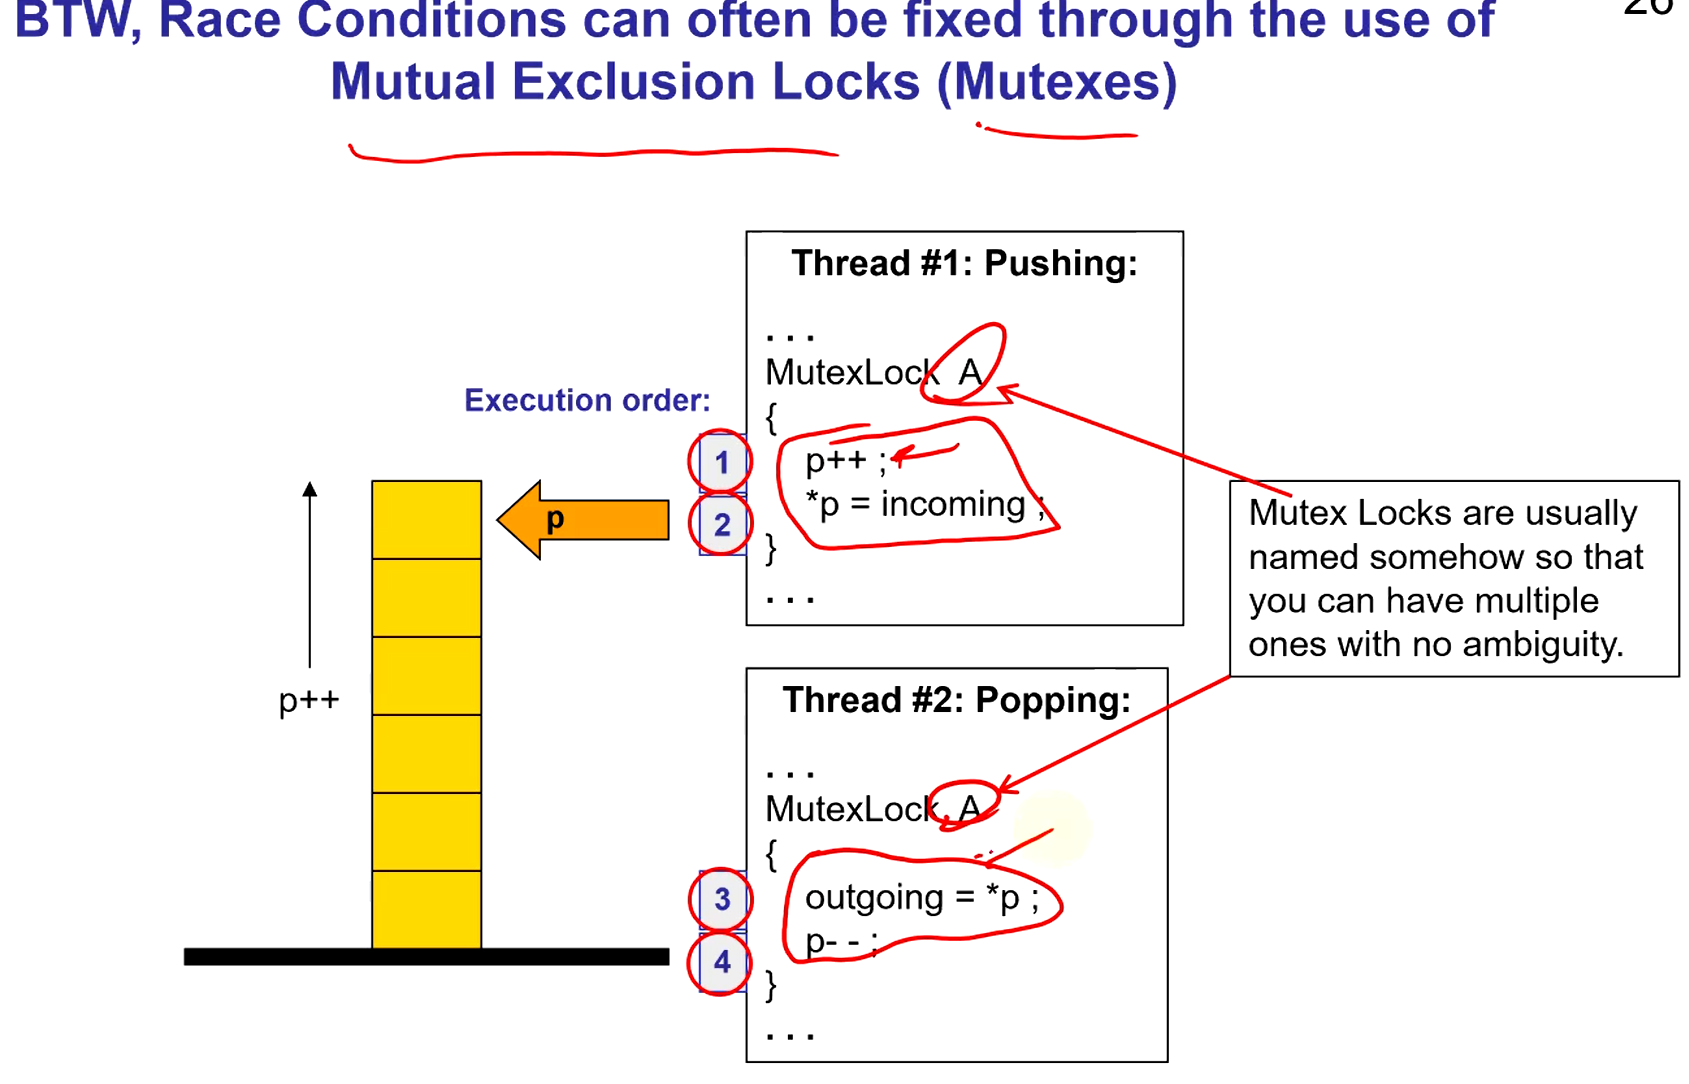 BTW, Race Conditions can often be fixed through the use of
Mutual Exclusion Locks (Mutexes)
26
Thread #1: Pushing:
. . .
MutexLock A
{
p++ ;
*p = incoming ;
}
. . .
Execution order:
1
2
p
p++
Mutex Locks are usually
named somehow so that
you can have multiple
ones with no ambiguity.
Thread #2: Popping:
. . .
MutexLock A
{
outgoing = *p ;
p- - ;
}
. . .
3
4